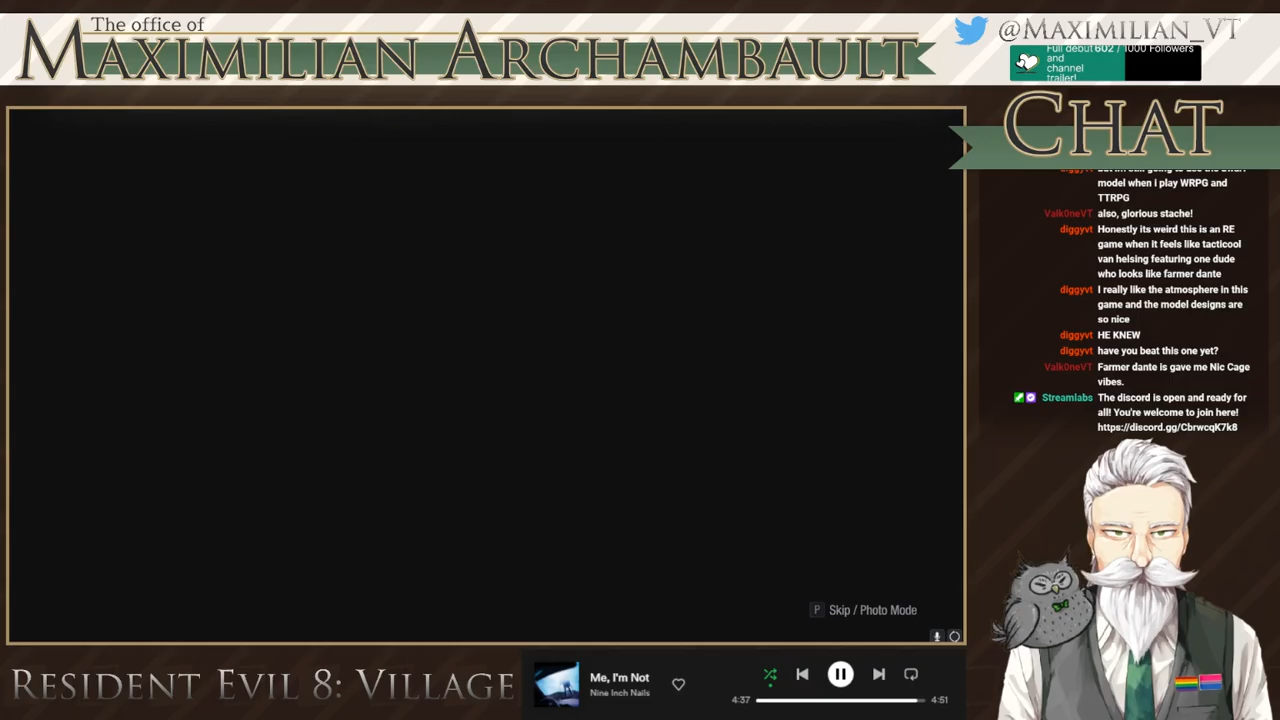 The office of
MAXIMILIAN ARCHAMBAULT
@MAXIMILIAN_VT
Full debut 602 / 1000 Followers
and
channel
trailer!
CHAT
model when I play WRPG and
TTRPG
Valk0neVT also, glorious stache!
diggyvt Honestly its weird this is an RE
game when it feels like tacticool
van helsing featuring one dude
who looks like farmer dante
diggyvt I really like the atmosphere in this
game and the model designs are
so nice
diggyvt HE KNEW
diggyvt have you beat this one yet?
Valk0neVT Farmer dante is gave me Nic Cage
vibes.
Streamlabs The discord is open and ready for
all! You're welcome to join here!
https://discord.gg/CbrwcqK7k8
P Skip / Photo Mode
RESIDENT EVIL 8: VILLAGE
Me, I'm Not
Nine Inch Nails
4:37
4:51